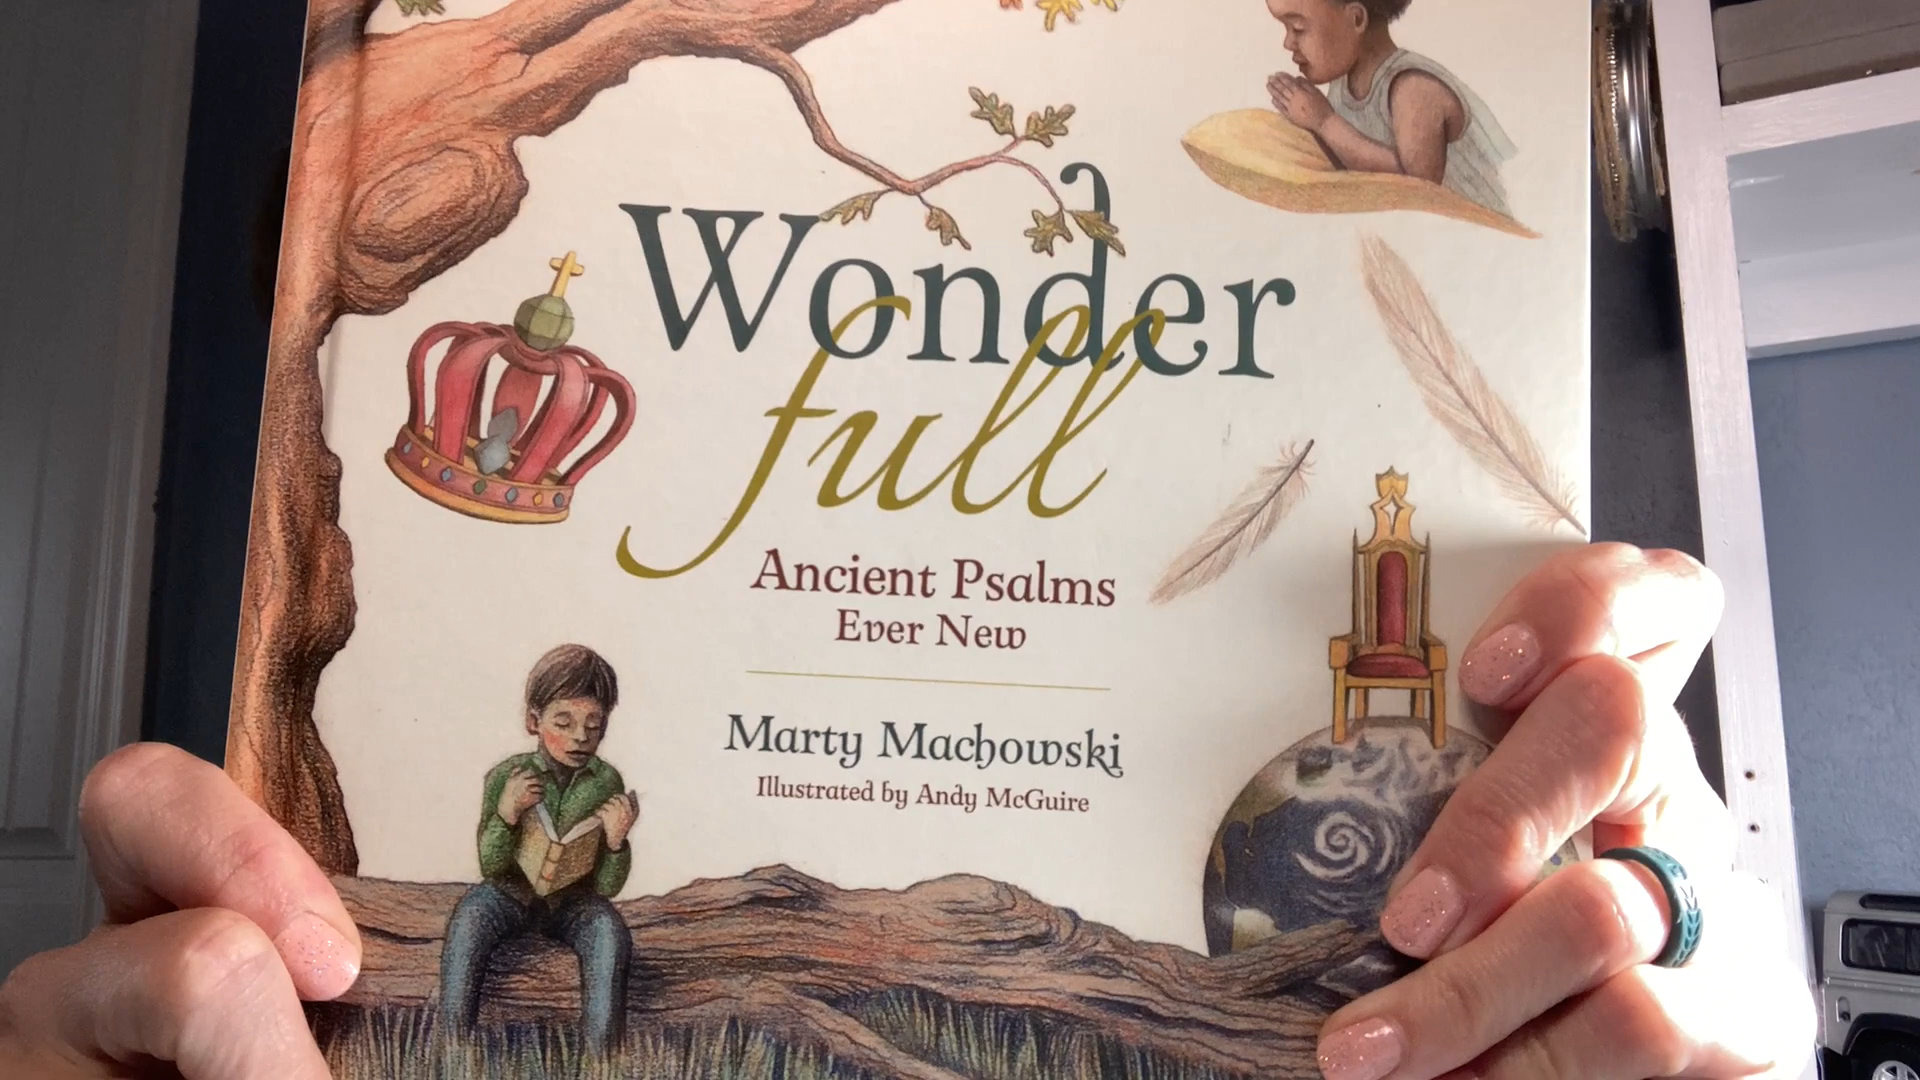 Wonder
full
Ancient Psalms
Ever New
Marty Machowski
Illustrated by Andy McGuire